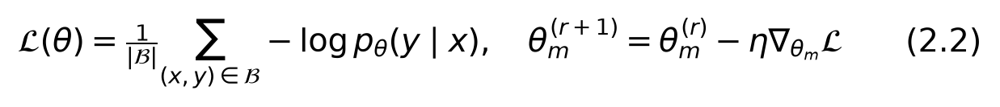 ℒ(θ) = 1/|ℬ| ∑_{(x, y) ∈ ℬ} − log p_θ(y | x), θ_m^{(r+1)} = θ_m^{(r)} − η∇_{θ_m}ℒ (2.2)